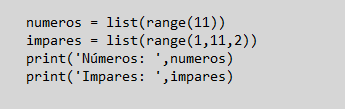 numeros = list(range(11))
impares = list(range(1,11,2))
print('Números: ',numeros)
print('Impares: ',impares)